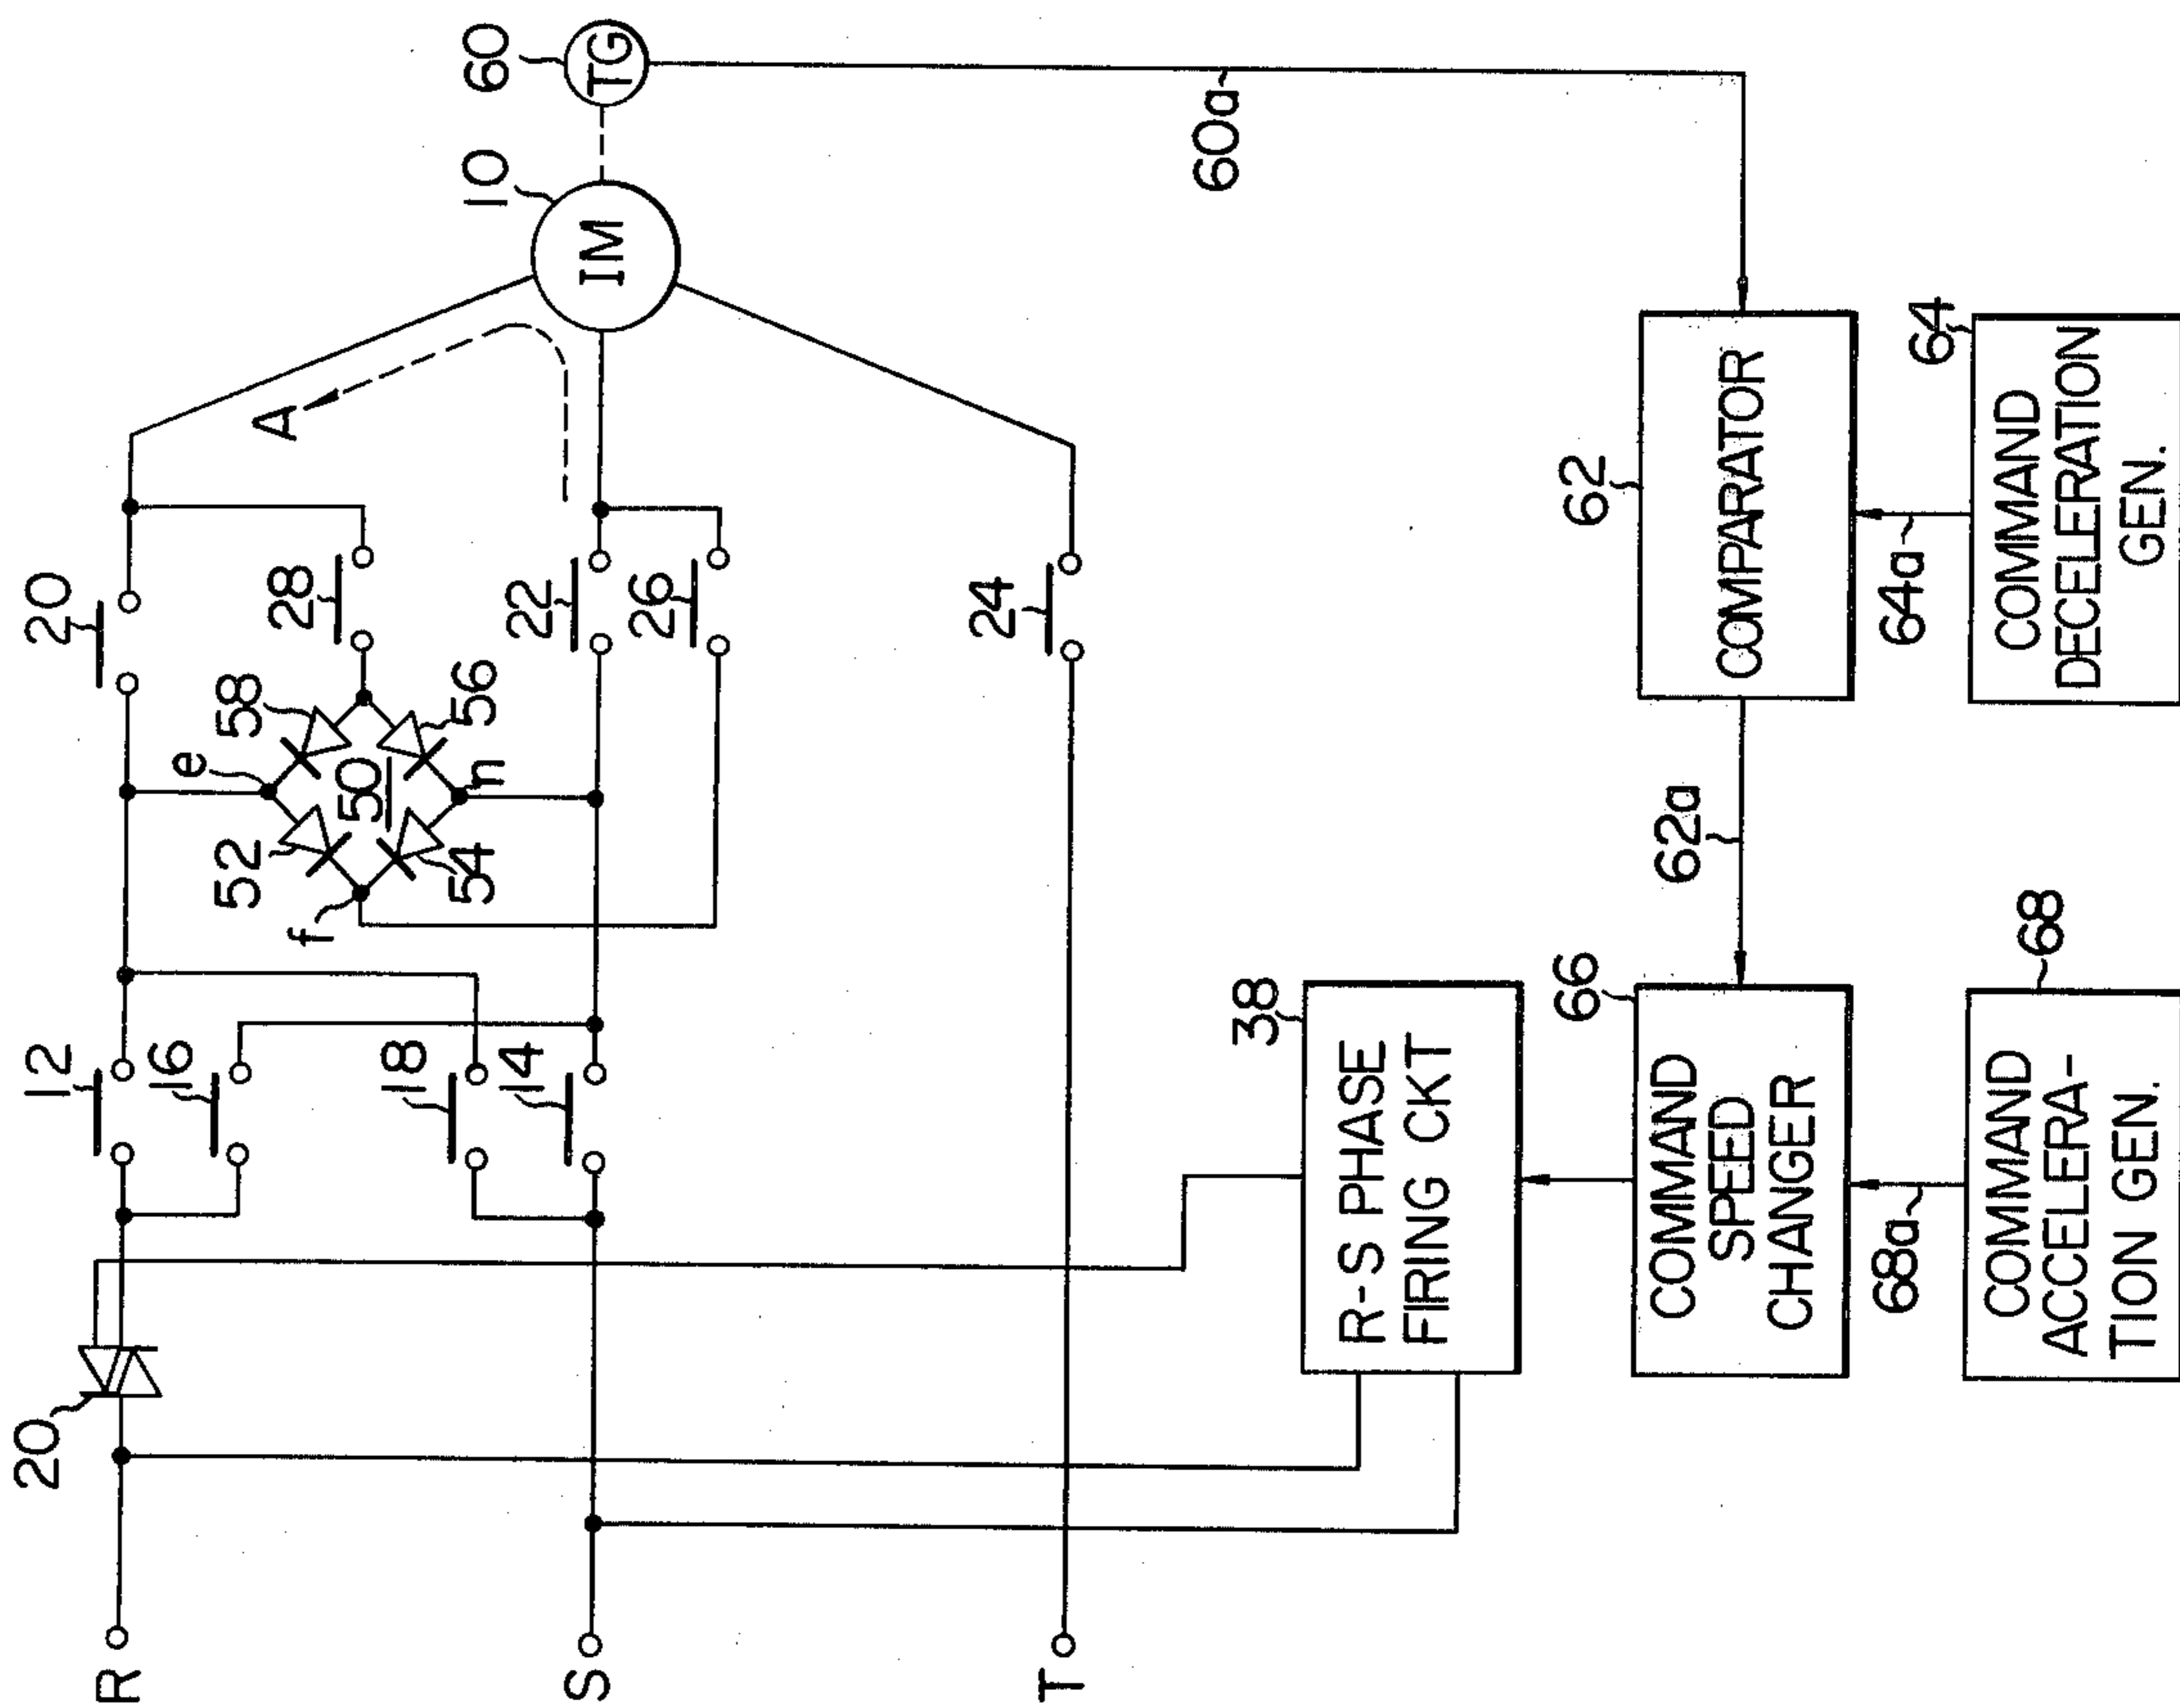 R
S
T
20
12
16
18
14
e
f
n
52
54
50
58
56
20
28
22
26
24
A
10
IM
60
TG
60a
38
R-S PHASE
FIRING CKT
66
COMMAND
SPEED
CHANGER
68
COMMAND
ACCELERA-
TION GEN.
68a
62a
62
COMPARATOR
64a
64
COMMAND
DECELERATION
GEN.